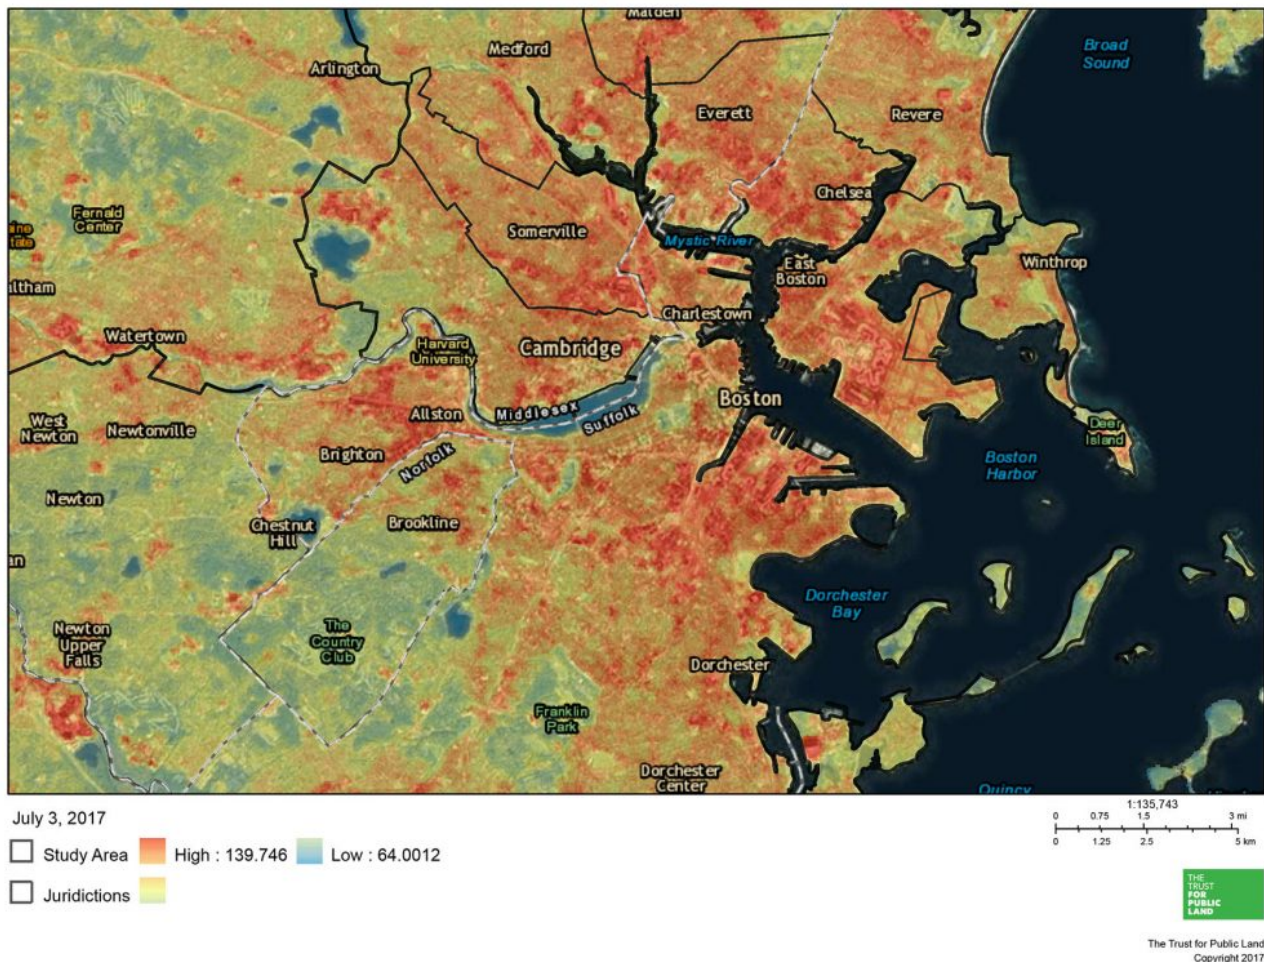 Malden
Broad
Sound
Medford
Arlington
Everett
Revere
Chelsea
Fernald
Center
Somerville
Mystic River
East
Boston
Winthrop
Charlestown
Watertown
Harvard
University
Cambridge
Boston
Middlesex
Suffolk
Allston
West
Newton
Newtonville
Brighton
Norfolk
Deer
Island
Boston
Harbor
Newton
Chestnut
Hill
Brookline
Dorchester
Bay
Newton
Upper
Falls
The
Country
Club
Dorchester
Franklin
Park
Dorchester
Center
Quincy
July 3, 2017
Study Area
High : 139.746
Low : 64.0012
Juridictions
1:135,743
0 0.75 1.5 3 mi
0 1.25 2.5 5 km
THE
TRUST
FOR
PUBLIC
LAND
The Trust for Public Land
Copyright 2017